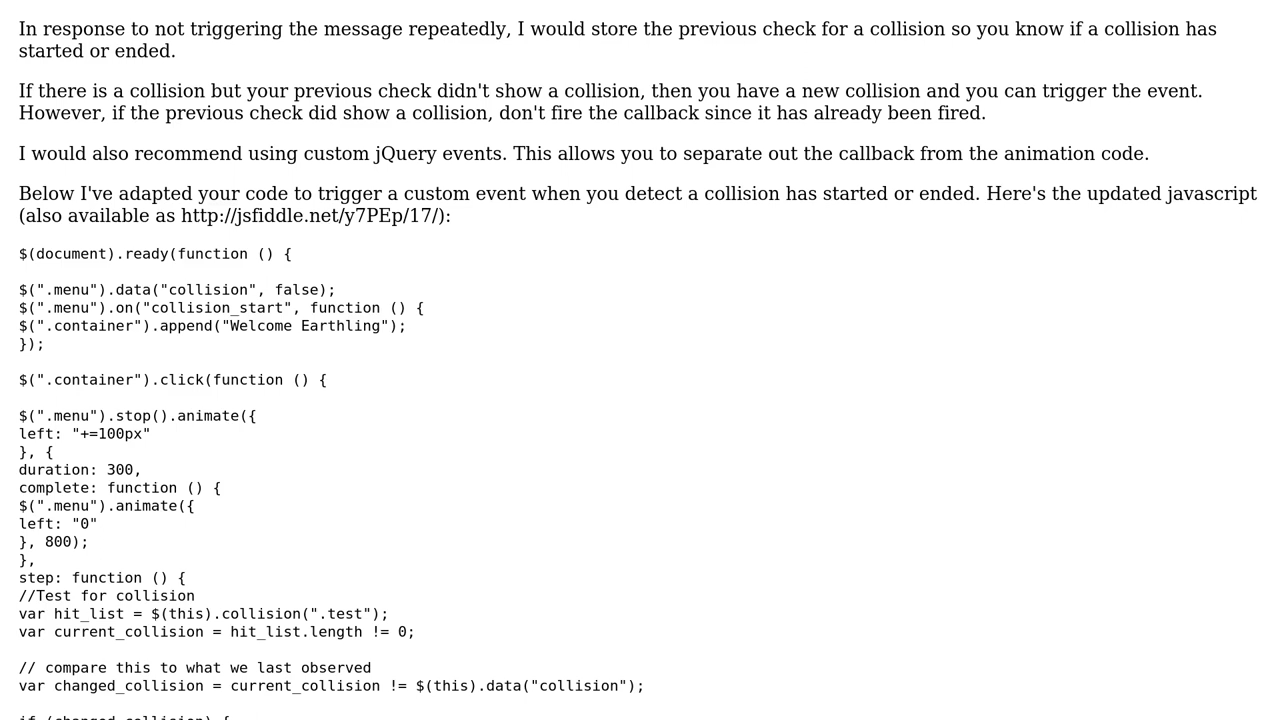 In response to not triggering the message repeatedly, I would store the previous check for a collision so you know if a collision has
started or ended.
If there is a collision but your previous check didn't show a collision, then you have a new collision and you can trigger the event.
However, if the previous check did show a collision, don't fire the callback since it has already been fired.
I would also recommend using custom jQuery events. This allows you to separate out the callback from the animation code.
Below I've adapted your code to trigger a custom event when you detect a collision has started or ended. Here's the updated javascript
(also available as http://jsfiddle.net/y7PEp/17/):
$(document).ready(function () {
$(".menu").data("collision", false);
$(".menu").on("collision_start", function () {
$(".container").append("Welcome Earthling");
});
$(".container").click(function () {
$(".menu").stop().animate({
left: "+=100px"
}, {
duration: 300,
complete: function () {
$(".menu").animate({
left: "0"
}, 800);
},
step: function () {
//Test for collision
var hit_list = $(this).collision(".test");
var current_collision = hit_list.length != 0;
// compare this to what we last observed
var changed_collision = current_collision != $(this).data("collision");
if (changed_collision) {